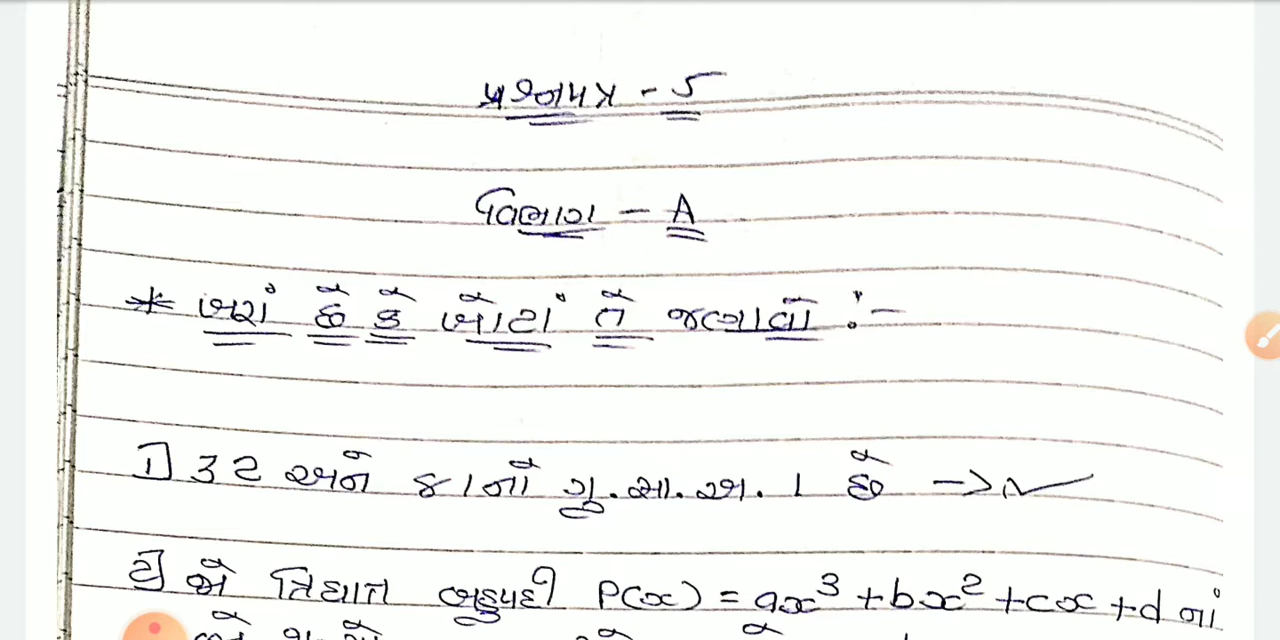 પ્રશ્નપત્ર - 5
વિભાગ - A
* ખરાં છે કે ખોટાં તે જણાવો :-
1) 32 અને 81નો ગુ.સા.અ. 1 છે → ✓
2) જો ત્રિઘાત બહુપદી P(x) = ax³ + bx² + cx + d નાં